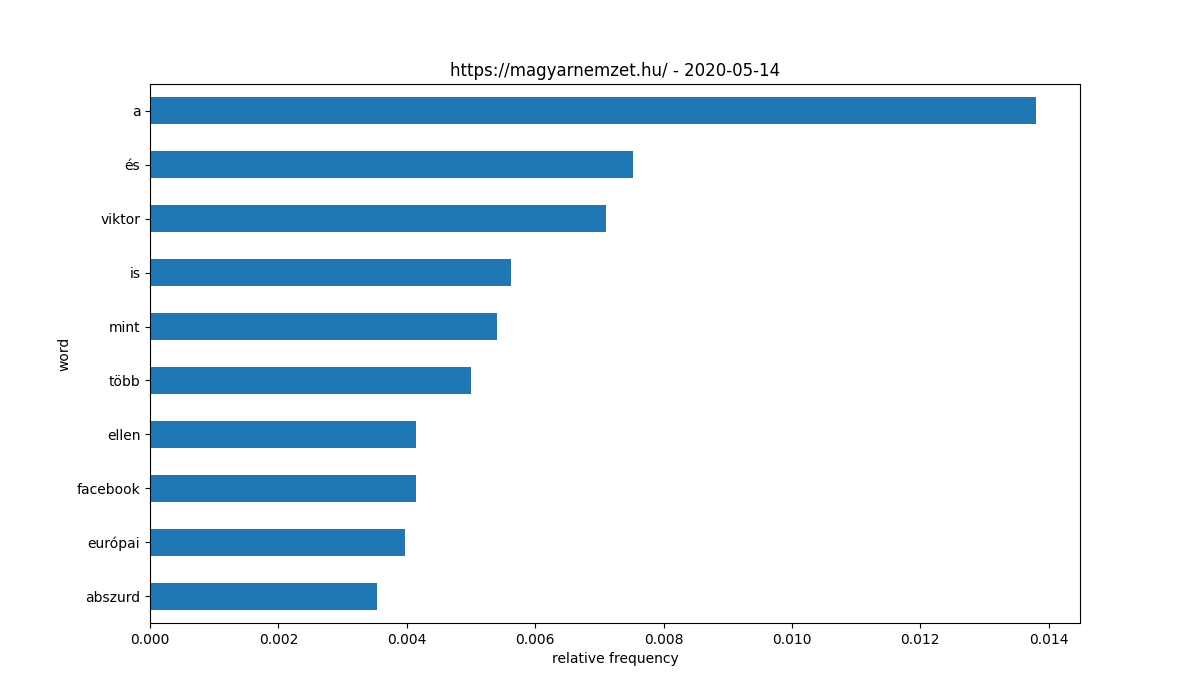 https://magyarnemzet.hu/ - 2020-05-14
a
és
viktor
is
mint
több
ellen
facebook
európai
abszurd
word
0.000 0.002 0.004 0.006 0.008 0.010 0.012 0.014
relative frequency